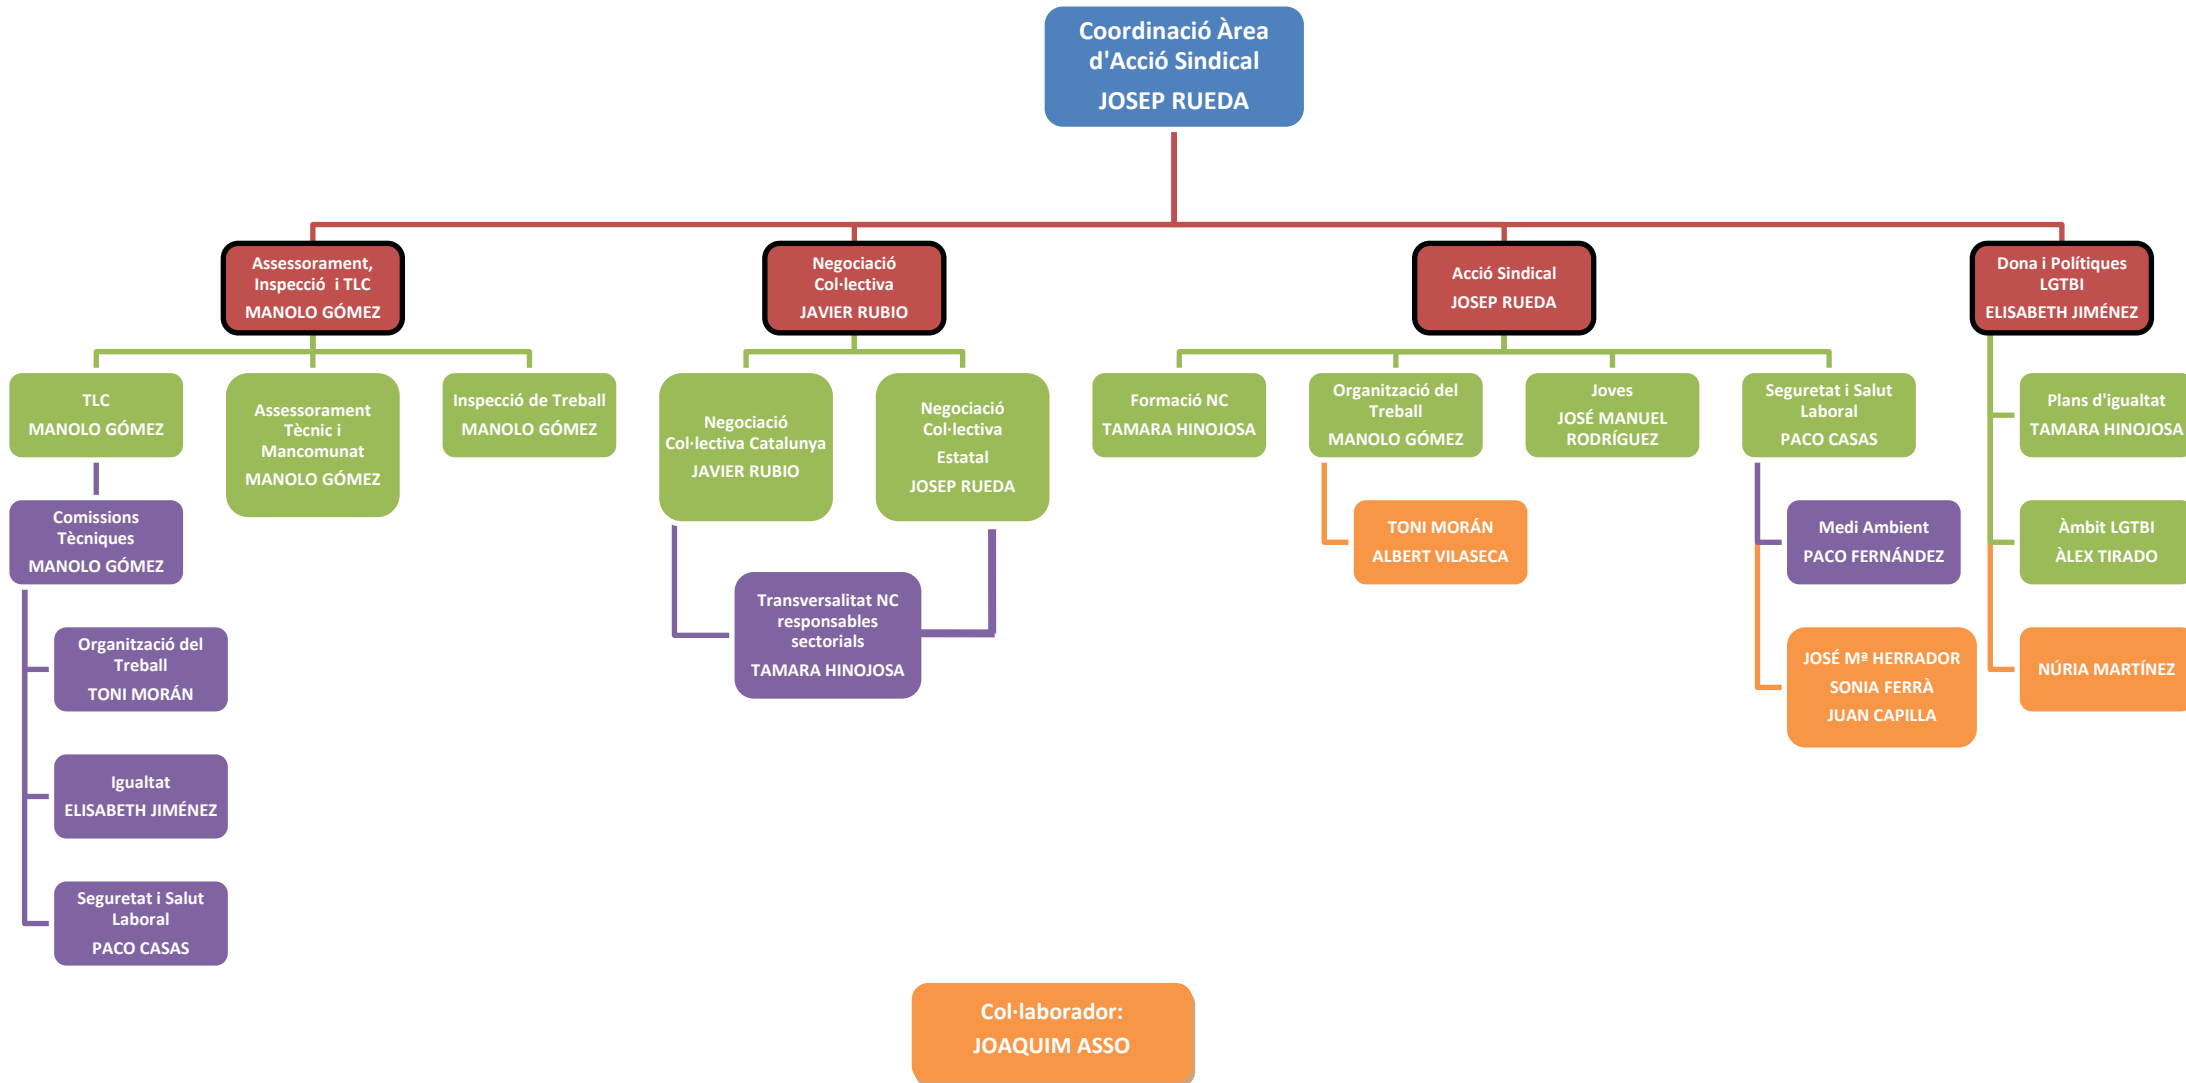 Coordinació Àrea
d'Acció Sindical
JOSEP RUEDA
Assessorament,
Inspecció i TLC
MANOLO GÓMEZ
Negociació
Col·lectiva
JAVIER RUBIO
Acció Sindical
JOSEP RUEDA
Dona i Polítiques
LGTBI
ELISABETH JIMÉNEZ
TLC
MANOLO GÓMEZ
Assessorament
Tècnic i
Mancomunat
MANOLO GÓMEZ
Inspecció de Treball
MANOLO GÓMEZ
Negociació
Col·lectiva Catalunya
JAVIER RUBIO
Negociació
Col·lectiva
Estatal
JOSEP RUEDA
Formació NC
TAMARA HINOJOSA
Organització del
Treball
MANOLO GÓMEZ
Joves
JOSÉ MANUEL
RODRÍGUEZ
Seguretat i Salut
Laboral
PACO CASAS
Plans d'igualtat
TAMARA HINOJOSA
Comissions
Tècniques
MANOLO GÓMEZ
TONI MORÁN
ALBERT VILASECA
Medi Ambient
PACO FERNÁNDEZ
Àmbit LGTBI
ÀLEX TIRADO
Transversalitat NC
responsables
sectorials
TAMARA HINOJOSA
Organització del
Treball
TONI MORÁN
JOSÉ Mª HERRADOR
SONIA FERRÀ
JUAN CAPILLA
NÚRIA MARTÍNEZ
Igualtat
ELISABETH JIMÉNEZ
Seguretat i Salut
Laboral
PACO CASAS
Col·laborador:
JOAQUIM ASSO